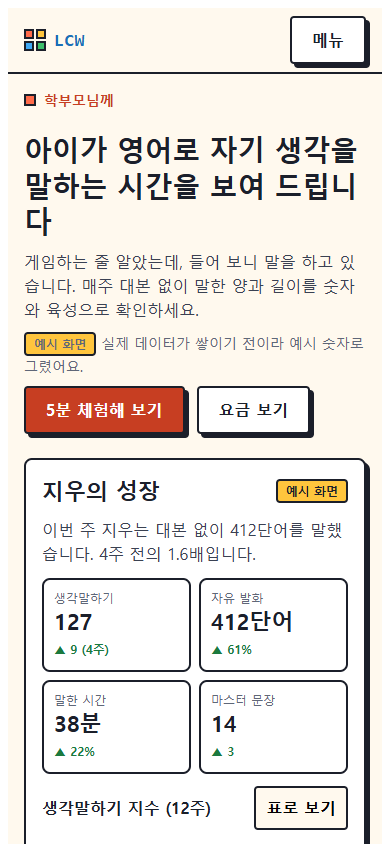 LCW
메뉴
학부모님께
아이가 영어로 자기 생각을
말하는 시간을 보여 드립니
다
게임하는 줄 알았는데, 들어 보니 말을 하고 있
습니다. 매주 대본 없이 말한 양과 길이를 숫자
와 육성으로 확인하세요.
예시 화면 실제 데이터가 쌓이기 전이라 예시 숫자로
그렸어요.
5분 체험해 보기
요금 보기
지우의 성장
예시 화면
이번 주 지우는 대본 없이 412단어를 말했
습니다. 4주 전의 1.6배입니다.
생각말하기
127
▲ 9 (4주)
자유 발화
412단어
▲ 61%
말한 시간
38분
▲ 22%
마스터 문장
14
▲ 3
생각말하기 지수 (12주)
표로 보기